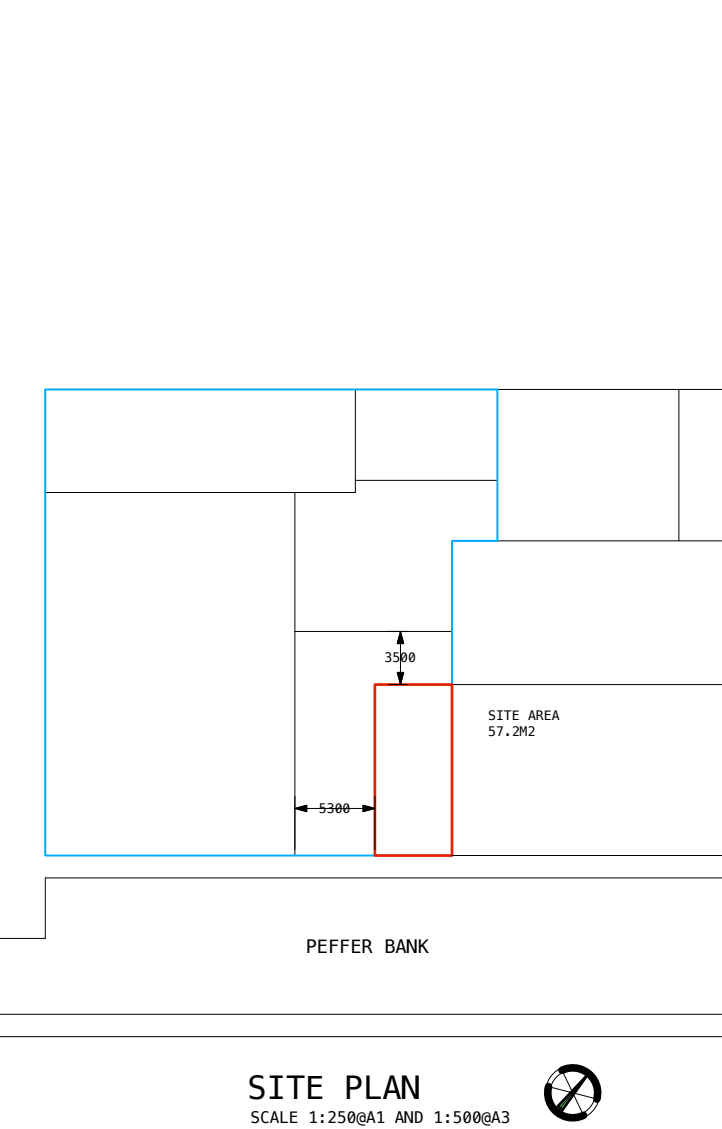 3500
SITE AREA
57.2M2
5300
PEFFER BANK
SITE PLAN
SCALE 1:250@A1 AND 1:500@A3